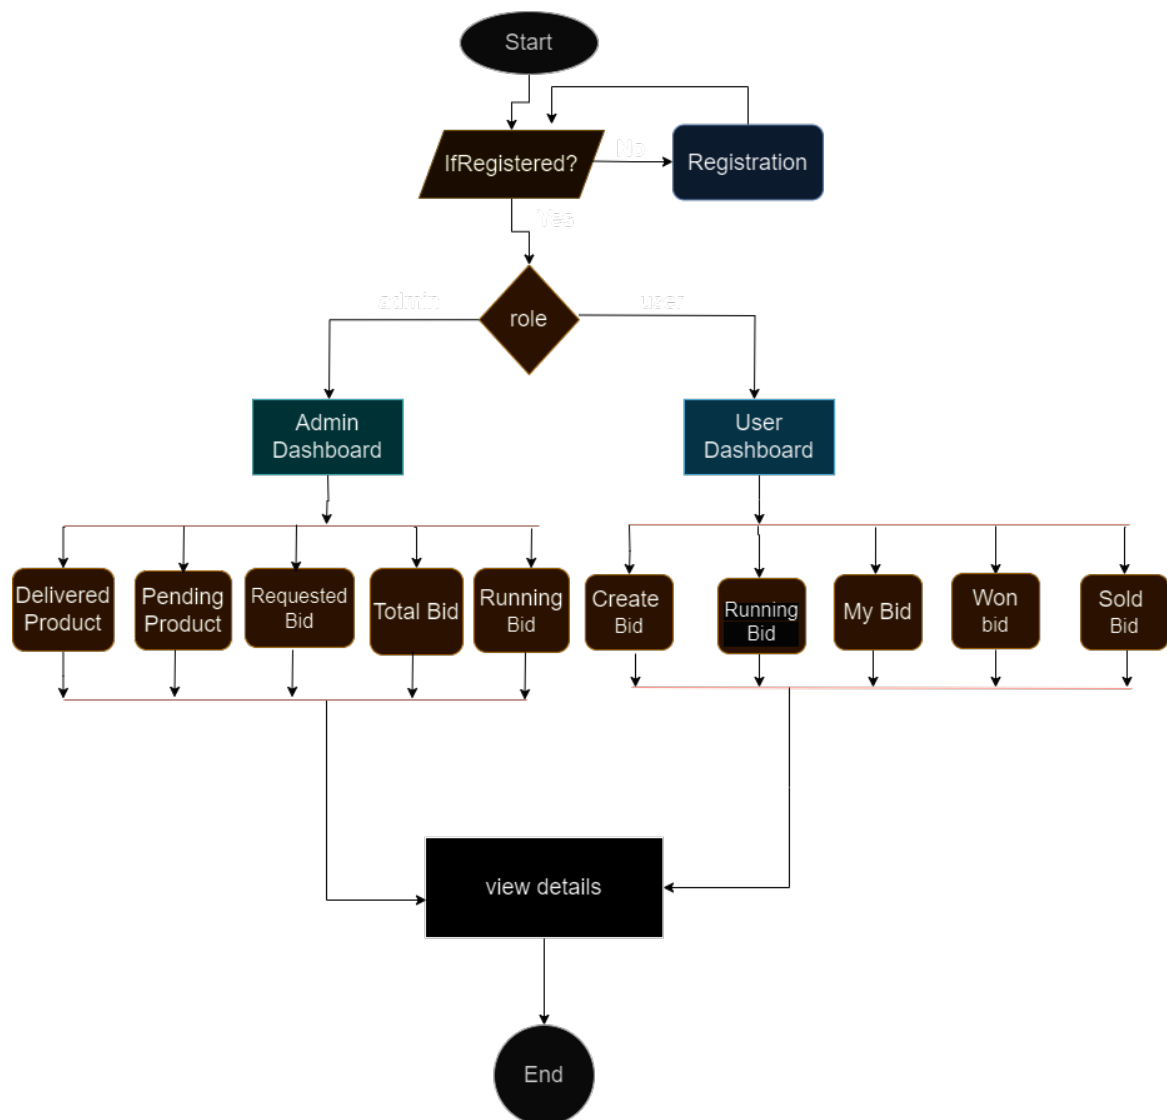 Start
IfRegistered?
No
Registration
Yes
admin
user
role
Admin
Dashboard
User
Dashboard
Delivered
Product
Pending
Product
Requested
Bid
Total Bid
Running
Bid
Create
Bid
Running
Bid
My Bid
Won
bid
Sold
Bid
view details
End